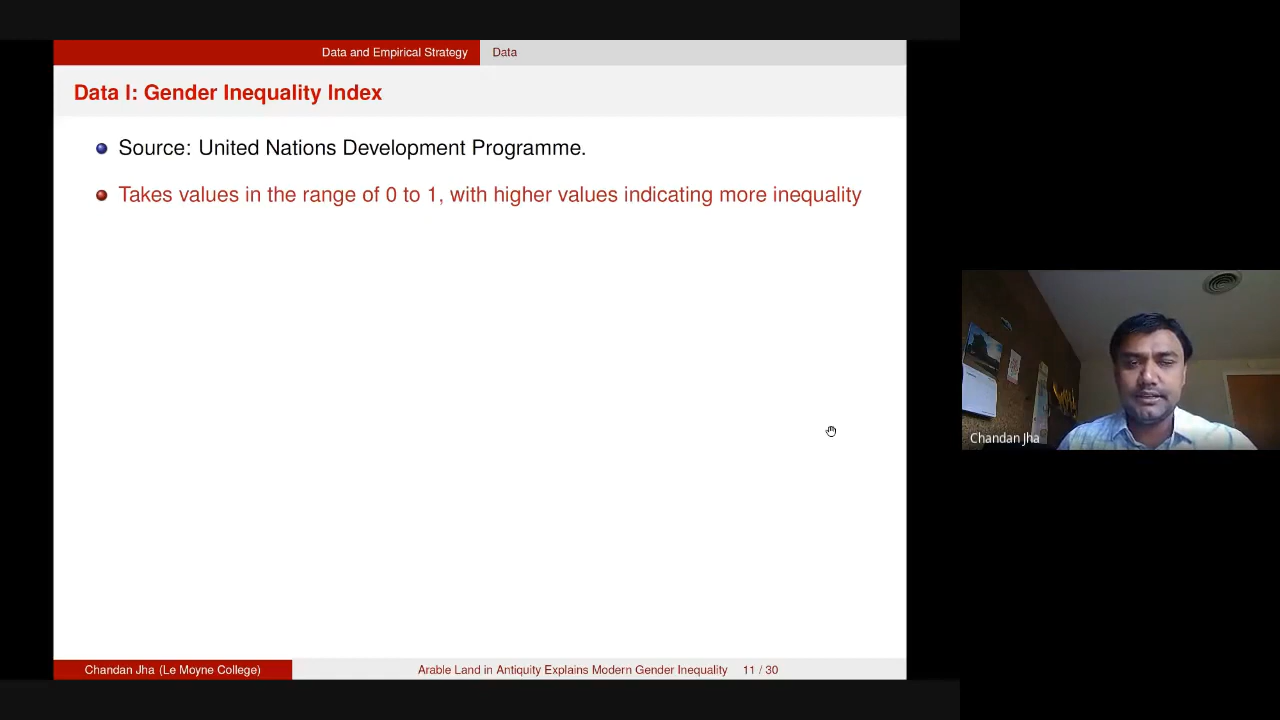 Data and Empirical Strategy Data
Data I: Gender Inequality Index
Source: United Nations Development Programme.
Takes values in the range of 0 to 1, with higher values indicating more inequality
Chandan Jha
Chandan Jha (Le Moyne College) Arable Land in Antiquity Explains Modern Gender Inequality 11 / 30